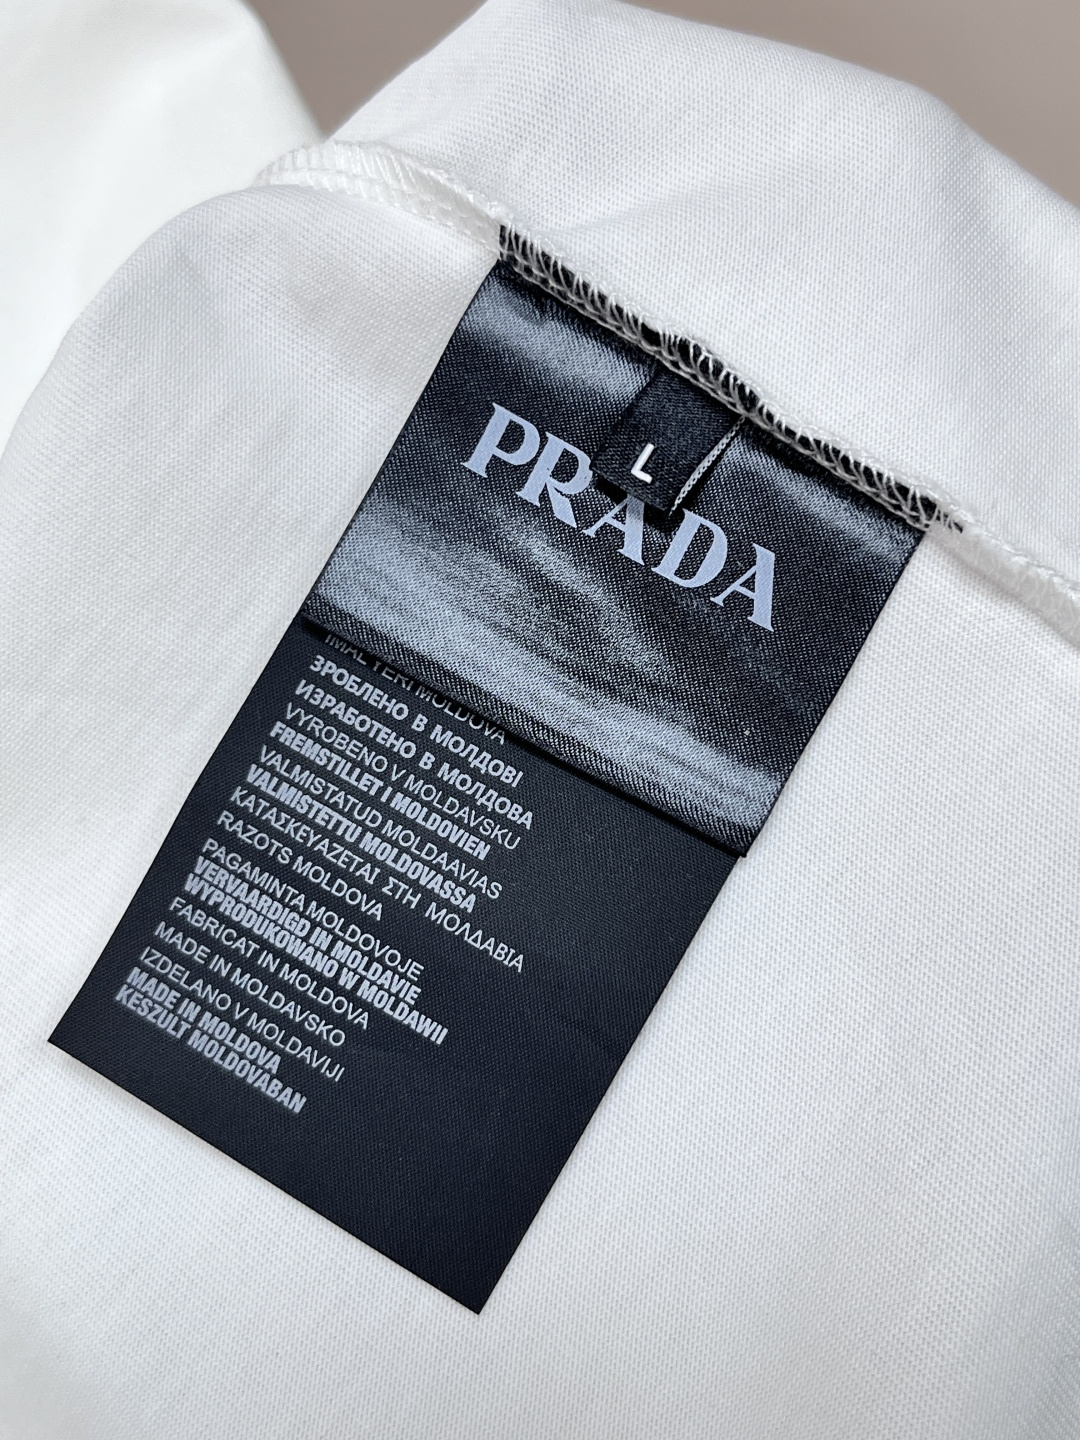 L
PRADA
IMAL YERI MOLDOVA
ЗРОБЛЕНО В МОЛДОВІ
ИЗРАБОТЕНО В МОЛДОВА
VYROBENO V MOLDAVSKU
FREMSTILLET I MOLDOVIEN
VALMISTATUD MOLDAAVIAS
VALMISTETTU MOLDOVASSA
ΚΑΤΑΣΚΕΥΑΖΕΤΑΙ ΣΤΗ ΜΟΛΔΑΒΙΑ
RAZOTS MOLDOVA
PAGAMINTA MOLDOVOJE
VERVAARDIGD IN MOLDAVIE
WYPRODUKOWANO W MOLDAWII
FABRICAT IN MOLDOVA
MADE IN MOLDAVSKO
IZDELANO V MOLDAVIJI
MADE IN MOLDOVA
KESZULT MOLDOVABAN